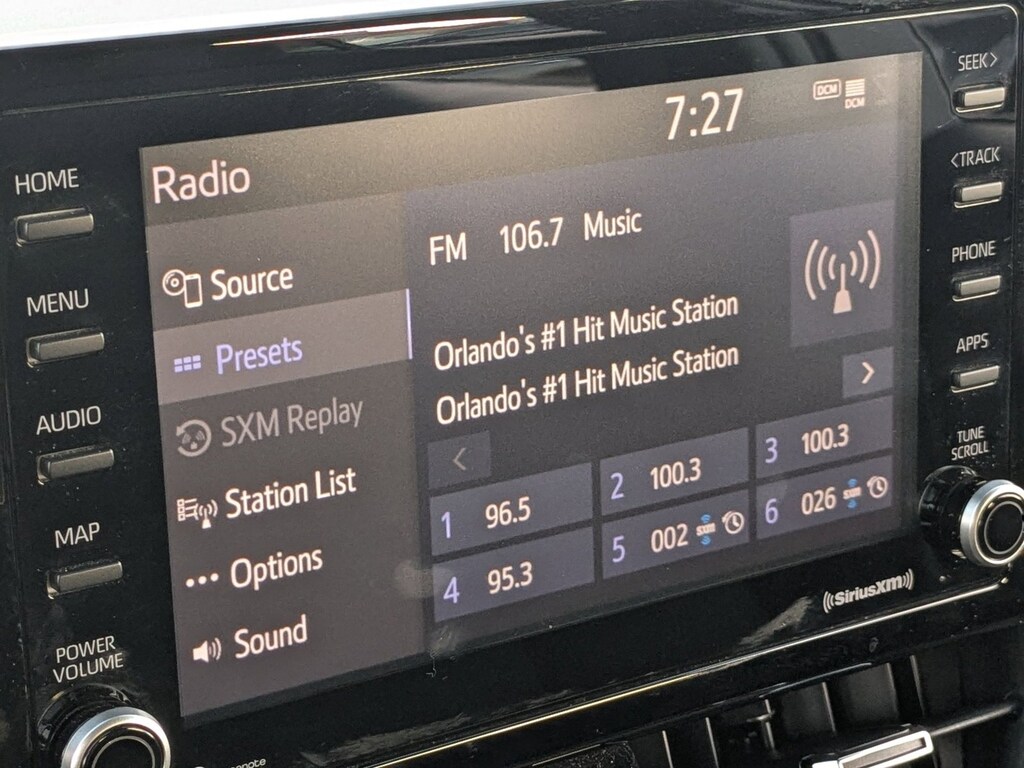 SEEK>
DCM
7:27
DCM
Radio
HOME
<TRACK
FM 106.7 Music
Source
MENU
PHONE
Orlando's #1 Hit Music Station
Presets
APPS
Orlando's #1 Hit Music Station
>
AUDIO
SXM Replay
<
TUNE
SCROLL
1 96.5
2 100.3
3 100.3
Station List
MAP
4 95.3
5 002 sxm
6 026 sxm
Options
SiriusXM
Sound
POWER
VOLUME